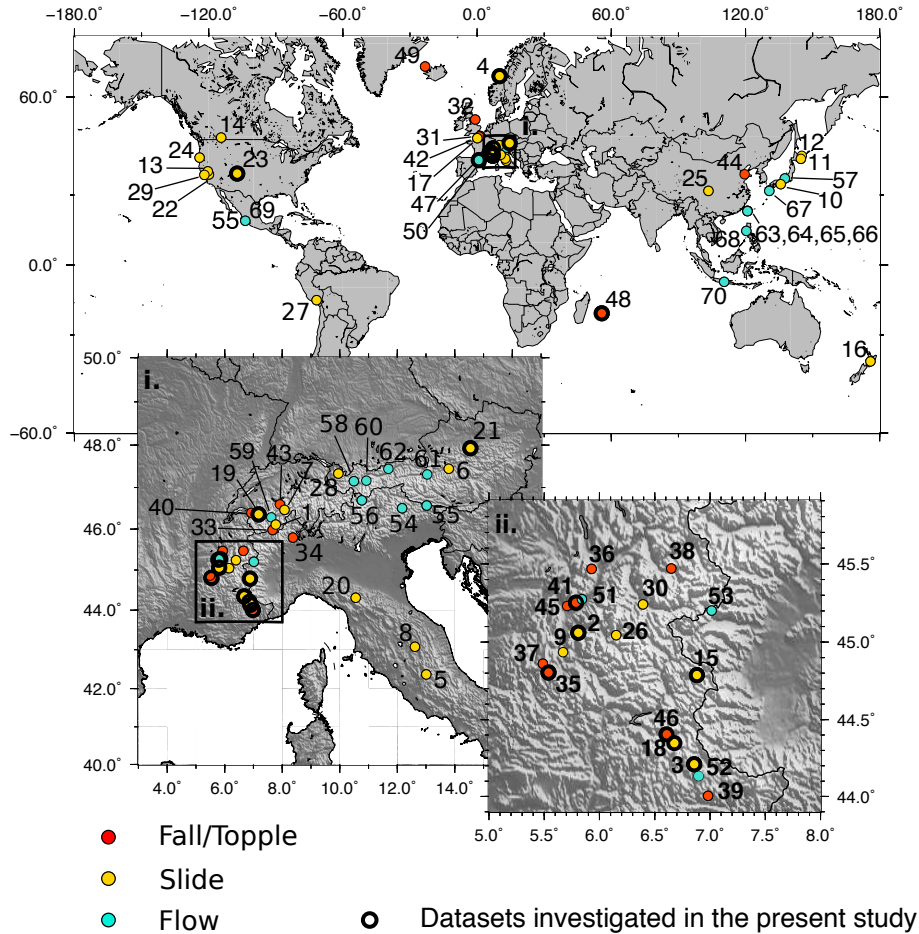 −180.0˚ −120.0˚ −60.0˚ 0.0˚ 60.0˚ 120.0˚ 180.0˚
49 4
60.0˚
32 i.
14 31 12
24 42 44 11
13 23 17 25 57
29 47 10
22 69 50 67
55 68 63,64,65,66
0.0˚
70
27 48
16
−60.0˚
50.0˚
i.
48.0˚
58 60 21
59 43 62
19 7 61
28 6
40 1 56 54 55
46.0˚
33 34
20
ii.
44.0˚
8
5
42.0˚
40.0˚
4.0˚ 6.0˚ 8.0˚ 10.0˚ 12.0˚ 14.0˚
ii.
36 38
45.5˚
41 51 30
45 53
2 26
9
45.0˚
37 15
35
46
44.5˚
18
3 52
39
44.0˚
5.0˚ 5.5˚ 6.0˚ 6.5˚ 7.0˚ 7.5˚ 8.0˚
Fall/Topple
Slide
Flow
Datasets investigated in the present study